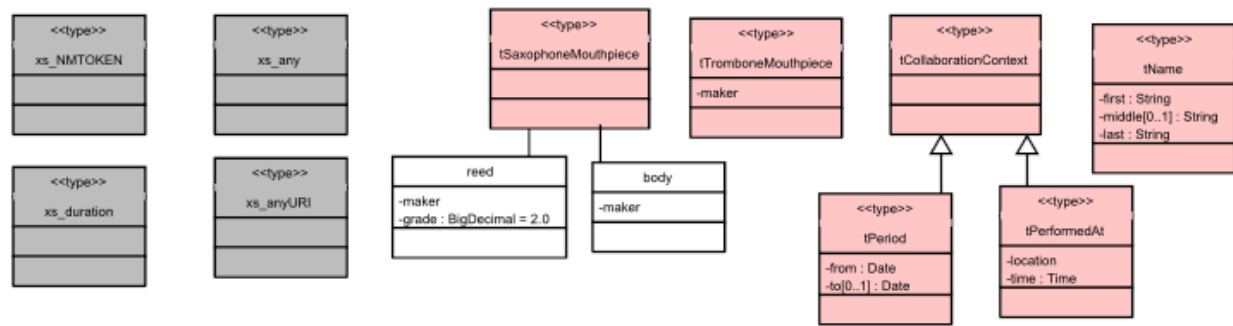 <<type>>
xs_NMTOKEN
<<type>>
xs_any
<<type>>
tSaxophoneMouthpiece
<<type>>
tTromboneMouthpiece
-maker
<<type>>
tCollaborationContext
<<type>>
tName
-first : String
-middle[0..1] : String
-last : String
<<type>>
xs_duration
<<type>>
xs_anyURI
reed
-maker
-grade : BigDecimal = 2.0
body
-maker
<<type>>
tPeriod
-from : Date
-to[0..1] : Date
<<type>>
tPerformedAt
-location
-time : Time